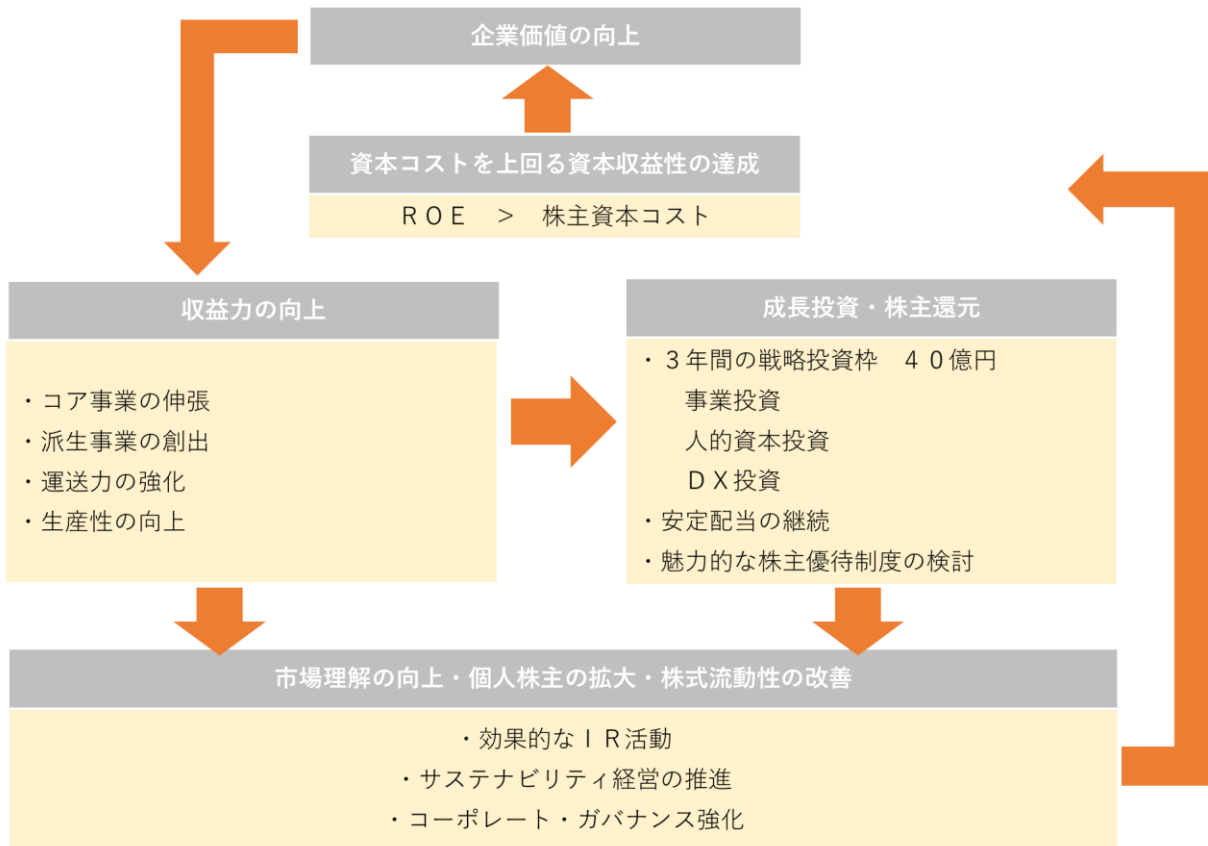 企業価値の向上
資本コストを上回る資本収益性の達成
ＲＯＥ　＞　株主資本コスト
収益力の向上
・コア事業の伸張
・派生事業の創出
・運送力の強化
・生産性の向上
成長投資・株主還元
・３年間の戦略投資枠　４０億円
事業投資
人的資本投資
ＤＸ投資
・安定配当の継続
・魅力的な株主優待制度の検討
市場理解の向上・個人株主の拡大・株式流動性の改善
・効果的なＩＲ活動
・サステナビリティ経営の推進
・コーポレート・ガバナンス強化